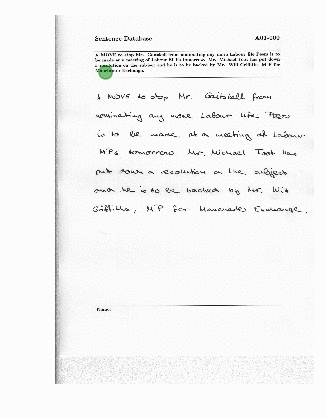 Sentence Database A01-000
A MOVE to stop Mr. Gaitskell from nominating any more Labour life Peers is to
be made at a meeting of Labour M Ps tomorrow. Mr. Michael Foot has put down
a resolution on the subject and he is to be backed by Mr. Will Griffiths, M P for
Manchester Exchange.
A MOVE to stop Mr. Gaitskell from
nominating any more Labour life Peers
is to be made at a meeting of Labour
MPs tomorrow. Mr. Michael Foot has
put down a resolution on the subject
and he is to be backed by Mr. Will
Griffiths, MP for Manchester Exchange.
Name: